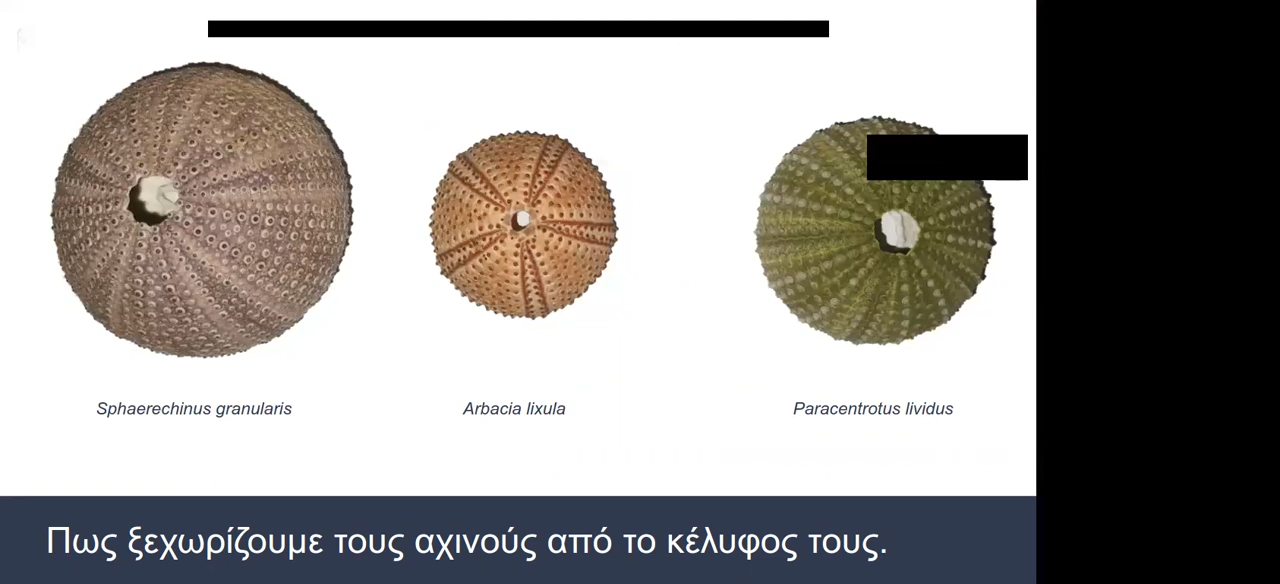 Sphaerechinus granularis
Arbacia lixula
Paracentrotus lividus
Πως ξεχωρίζουμε τους αχινούς από το κέλυφος τους.